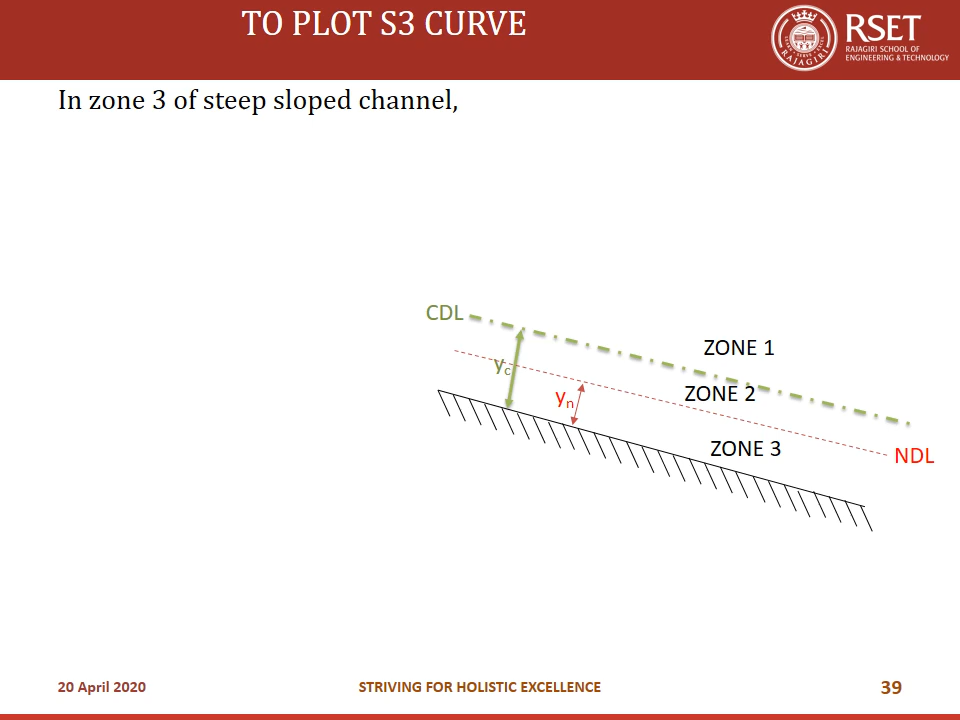 TO PLOT S3 CURVE
RSET
RAJAGIRI SCHOOL OF
ENGINEERING & TECHNOLOGY
RAJAGIRI
In zone 3 of steep sloped channel,
CDL
ZONE 1
yc
ZONE 2
yn
ZONE 3
NDL
20 April 2020
STRIVING FOR HOLISTIC EXCELLENCE
39